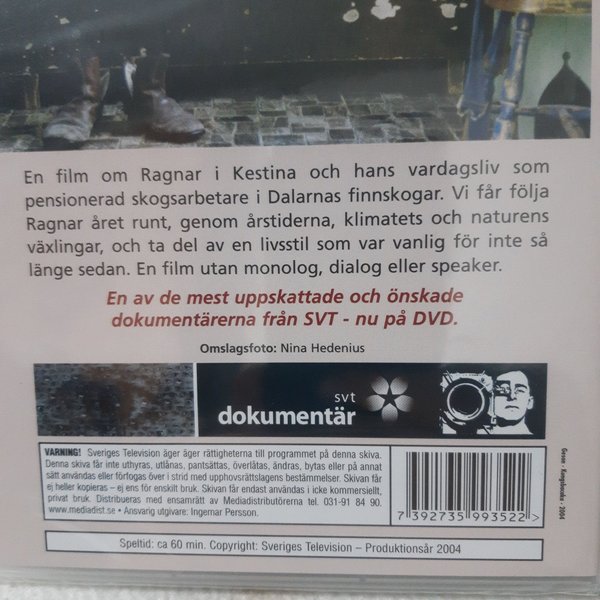 En film om Ragnar i Kestina och hans vardagsliv som
pensionerad skogsarbetare i Dalarnas finnskogar. Vi får följa
Ragnar året runt, genom årstiderna, klimatets och naturens
växlingar, och ta del av en livsstil som var vanlig för inte så
länge sedan. En film utan monolog, dialog eller speaker.
En av de mest uppskattade och önskade
dokumentärerna från SVT - nu på DVD.
Omslagsfoto: Nina Hedenius
svt
dokumentär
VARNING! Sveriges Television äger äger rättigheterna till programmet på denna skiva.
Denna skiva får inte uthyras, utlånas, pantsättas, överlåtas, ändras, bytas eller på annat
sätt användas eller förfogas över i strid med upphovsrättslagens bestämmelser. Skivan får
ej heller kopieras – ej ens för enskilt bruk. Skivan får endast användas i icke kommersiellt,
privat bruk. Distribueras med ensamrätt av Mediadistributörerna tel. 031-91 84 90.
www.mediadist.se • Ansvarig utgivare: Ingemar Persson.
7 392735 993522 >
Speltid: ca 60 min. Copyright: Sveriges Television – Produktionsår 2004